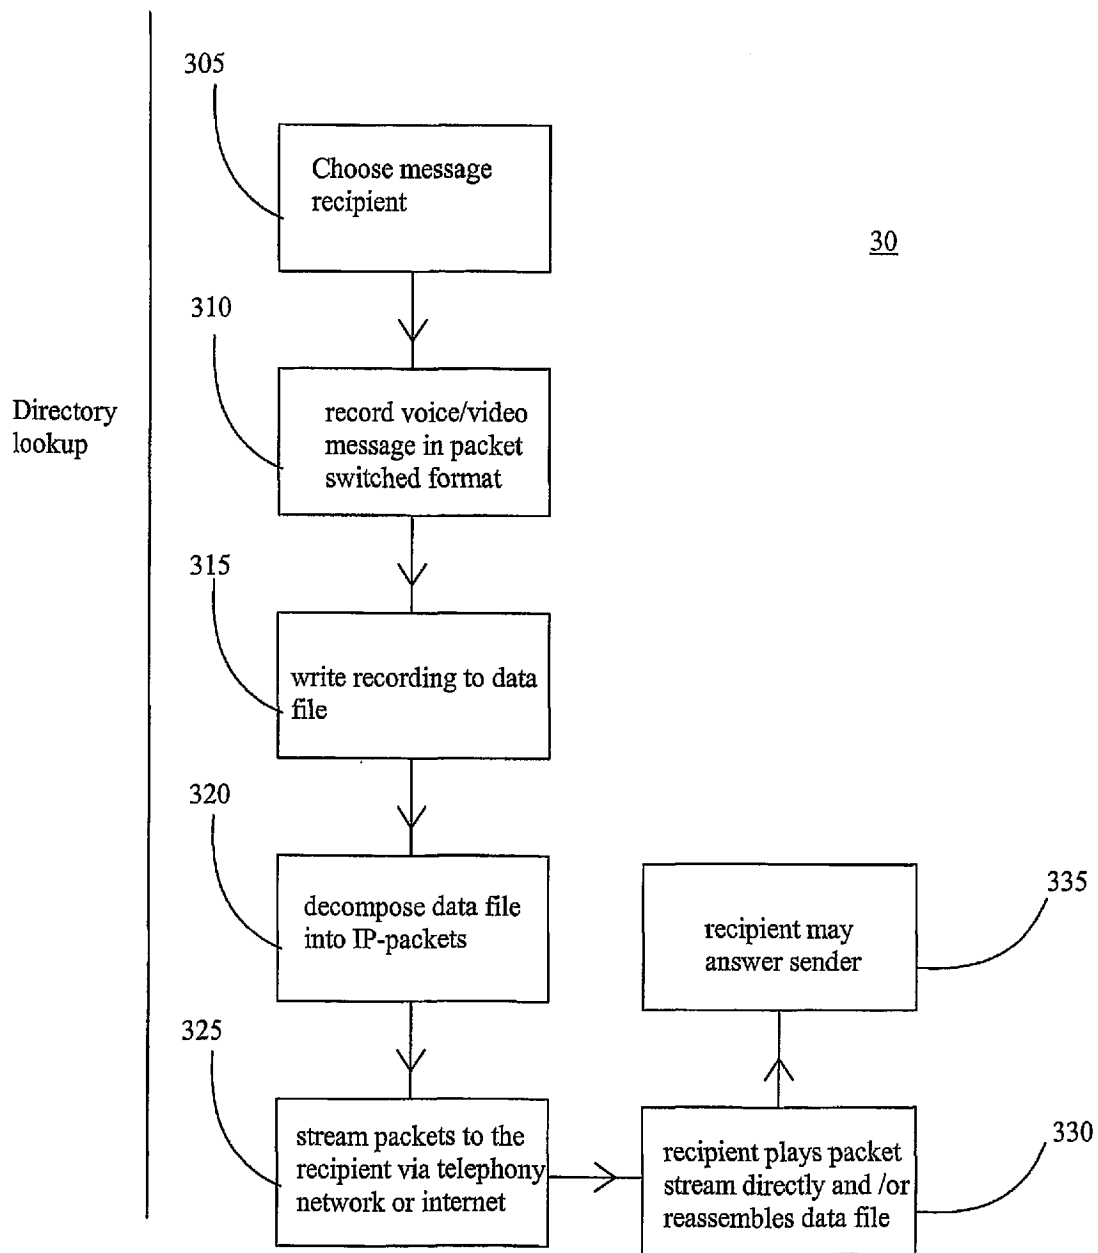 305
Choose message
recipient
30
310
Directory
lookup
record voice/video
message in packet
switched format
315
write recording to data
file
320
decompose data file
into IP-packets
335
recipient may
answer sender
325
stream packets to the
recipient via telephony
network or internet
330
recipient plays packet
stream directly and /or
reassembles data file